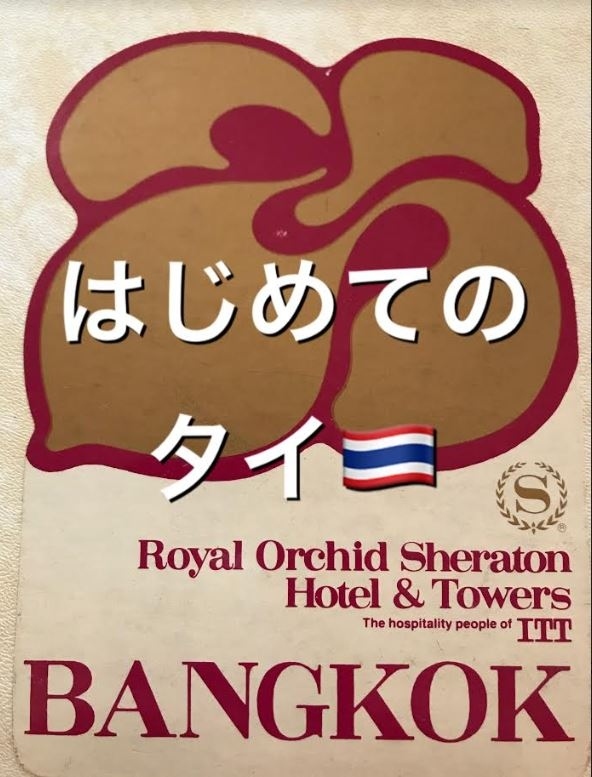 はじめての
タイ🇹🇭
S
®
Royal Orchid Sheraton
Hotel & Towers
The hospitality people of ITT
BANGKOK